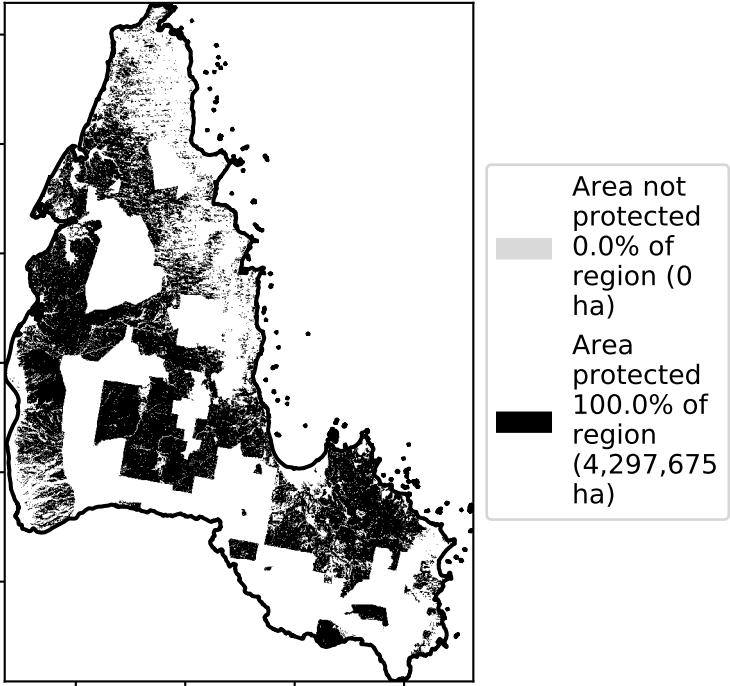 Area not
protected
0.0% of
region (0
ha)
Area
protected
100.0% of
region
(4,297,675
ha)